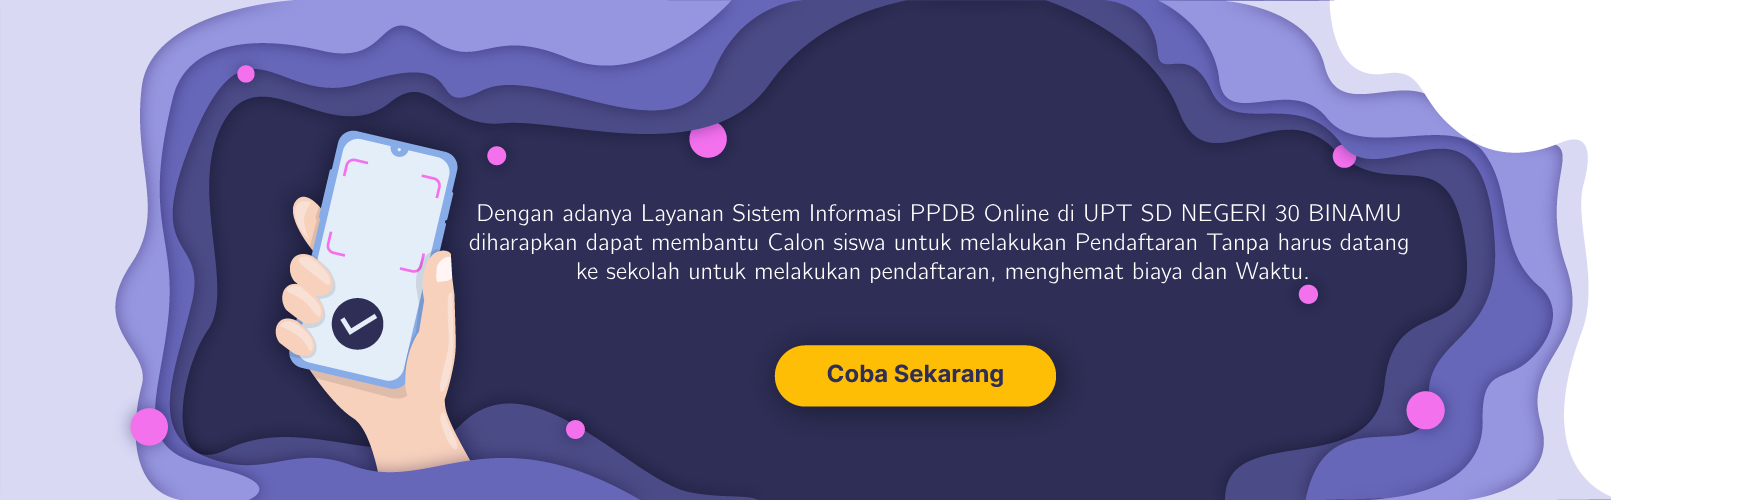 Dengan adanya Layanan Sistem Informasi PPDB Online di UPT SD NEGERI 30 BINAMU
diharapkan dapat membantu Calon siswa untuk melakukan Pendaftaran Tanpa harus datang
ke sekolah untuk melakukan pendaftaran, menghemat biaya dan Waktu.
Coba Sekarang